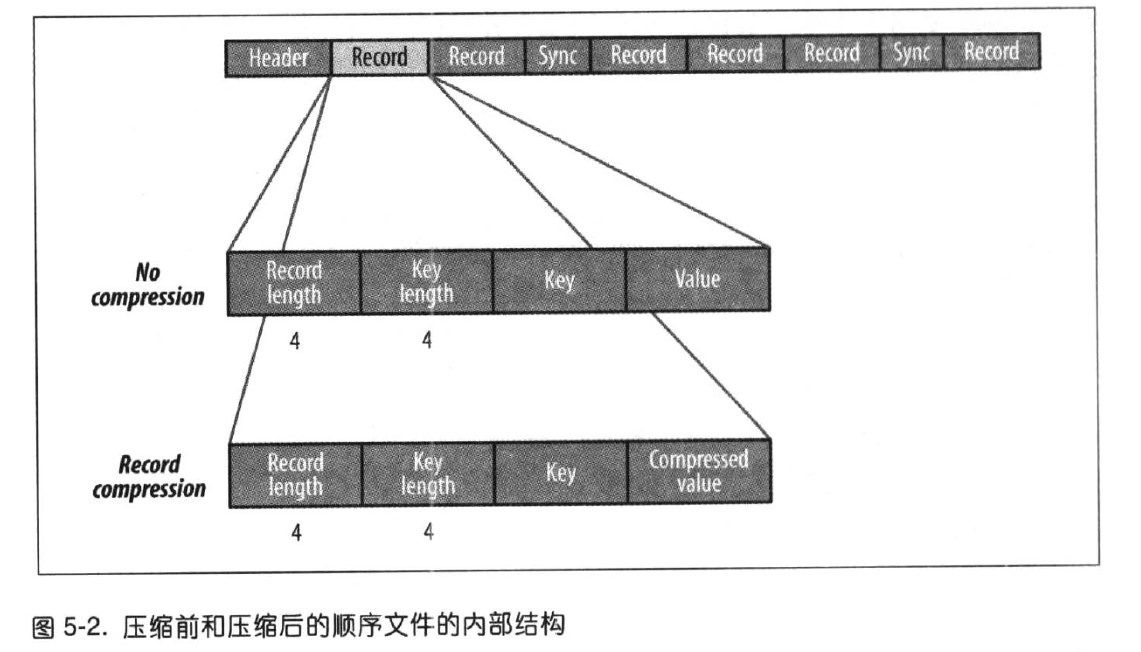 Header Record Record Sync Record Record Record Sync Record
No
compression
Record
length
Key
length
Key
Value
4
4
Record
compression
Record
length
Key
length
Key
Compressed
value
4
4
图 5-2. 压缩前和压缩后的顺序文件的内部结构